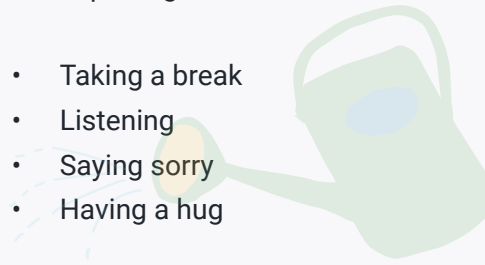 • Taking a break
• Listening
• Saying sorry
• Having a hug